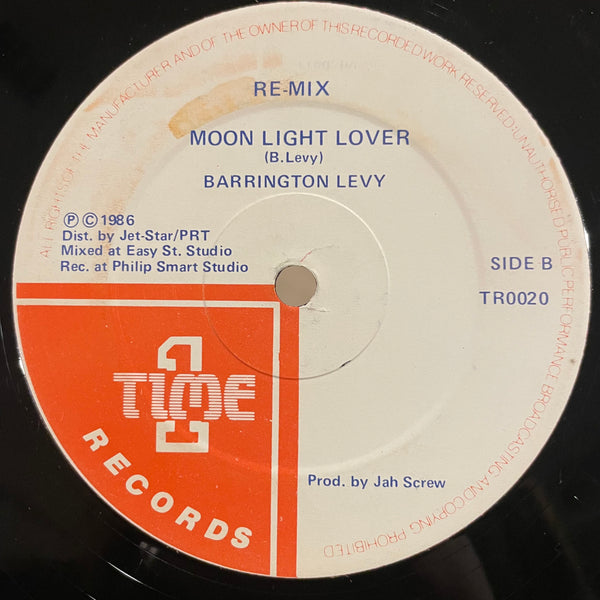 ALL RIGHTS OF THE MANUFACTURER AND OF THE OWNER OF THIS RECORDED WORK RESERVED: UNAUTHORISED PUBLIC PERFORMANCE BROADCASTING AND COPYING PROHIBITED
RE-MIX
MOON LIGHT LOVER
(B.Levy)
BARRINGTON LEVY
Ⓟ©1986
Dist. by Jet-Star/PRT
Mixed at Easy St. Studio
Rec. at Philip Smart Studio
SIDE B
TR0020
TIME 1
RECORDS
Prod. by Jah Screw